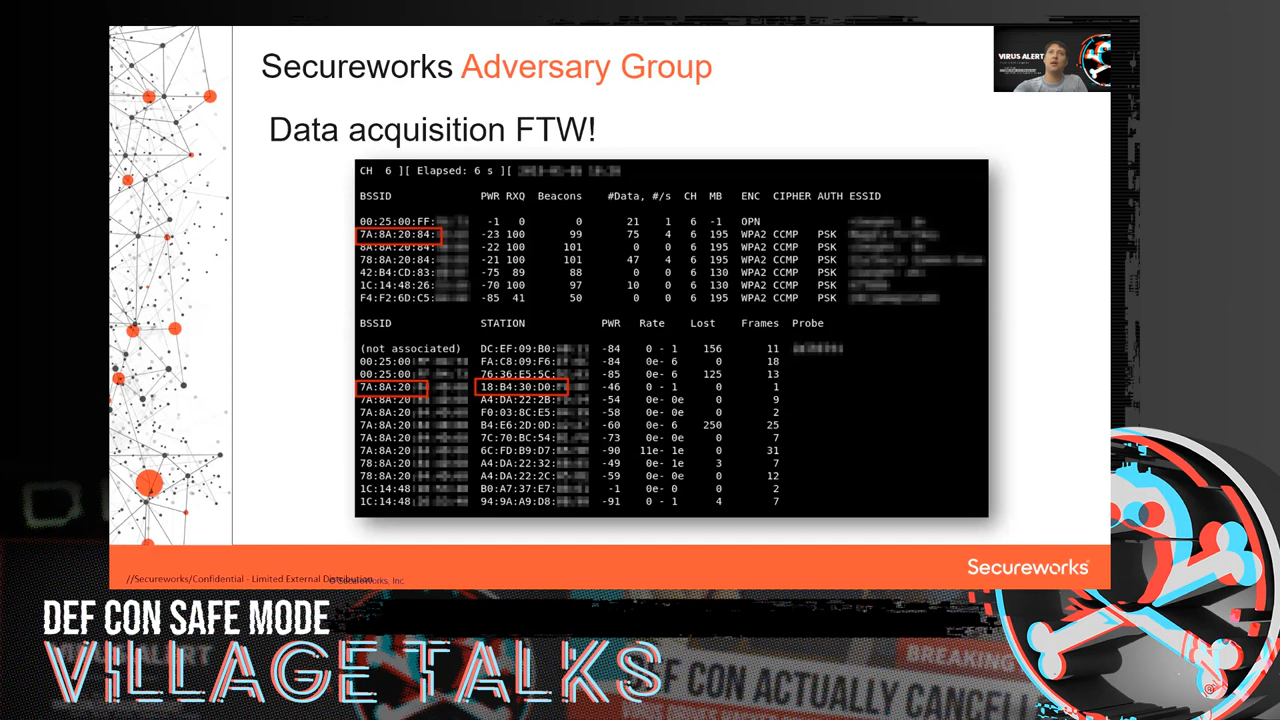 Secureworks Adversary Group
VIRUS ALERT
Data acquisition FTW!
CH 6 ][ Elapsed: 6 s ][
BSSID PWR RXQ Beacons #Data, #/s CH MB ENC CIPHER AUTH ESSID
00:25:00:FF: -1 0 0 21 1 6 -1 OPN
7A:8A:20:84: -23 100 99 75 4 6 195 WPA2 CCMP PSK
8A:8A:20:84: -22 100 101 0 0 6 195 WPA2 CCMP PSK
78:8A:20:84: -21 100 101 47 4 6 195 WPA2 CCMP PSK
42:B4:CD:83: -75 89 88 0 0 6 130 WPA2 CCMP PSK
1C:14:48:26: -70 100 97 10 0 6 130 WPA2 CCMP PSK
F4:F2:6D:C5: -85 41 50 0 0 6 195 WPA2 CCMP PSK
BSSID STATION PWR Rate Lost Frames Probe
(not associated) DC:EF:09:B0: -84 0 - 1 156 11
00:25:00 FA:C8:09:F6: -84 0e- 6 0 18
00:25:00 76:36:E5:5C: -85 0e- 6 125 13
7A:8A:20 18:B4:30:D0: -46 0 - 1 0 1
7A:8A:20 A4:DA:22:2B: -54 0e- 0e 0 9
7A:8A:20 F0:03:8C:E5: -58 0e- 0e 0 2
7A:8A:20 B4:E6:2D:0D: -60 0e- 6 250 25
7A:8A:20 7C:70:BC:54: -73 0e- 0e 0 7
7A:8A:20 6C:FD:B9:D7: -90 11e- 1e 0 31
78:8A:20 A4:DA:22:32: -49 0e- 1e 3 7
78:8A:20 A4:DA:22:2C: -59 0e- 0e 0 12
1C:14:48 B0:A7:37:E7: -1 0e- 0 0 2
1C:14:48 94:9A:A9:D8: -91 0 - 1 4 7
//Secureworks/Confidential - Limited External Distribution
© SecureWorks, Inc.
Secureworks
DEF CON SAFE MODE
VILLAGE TALKS
BREAKING
DEF CON ACTUALLY CANCEL